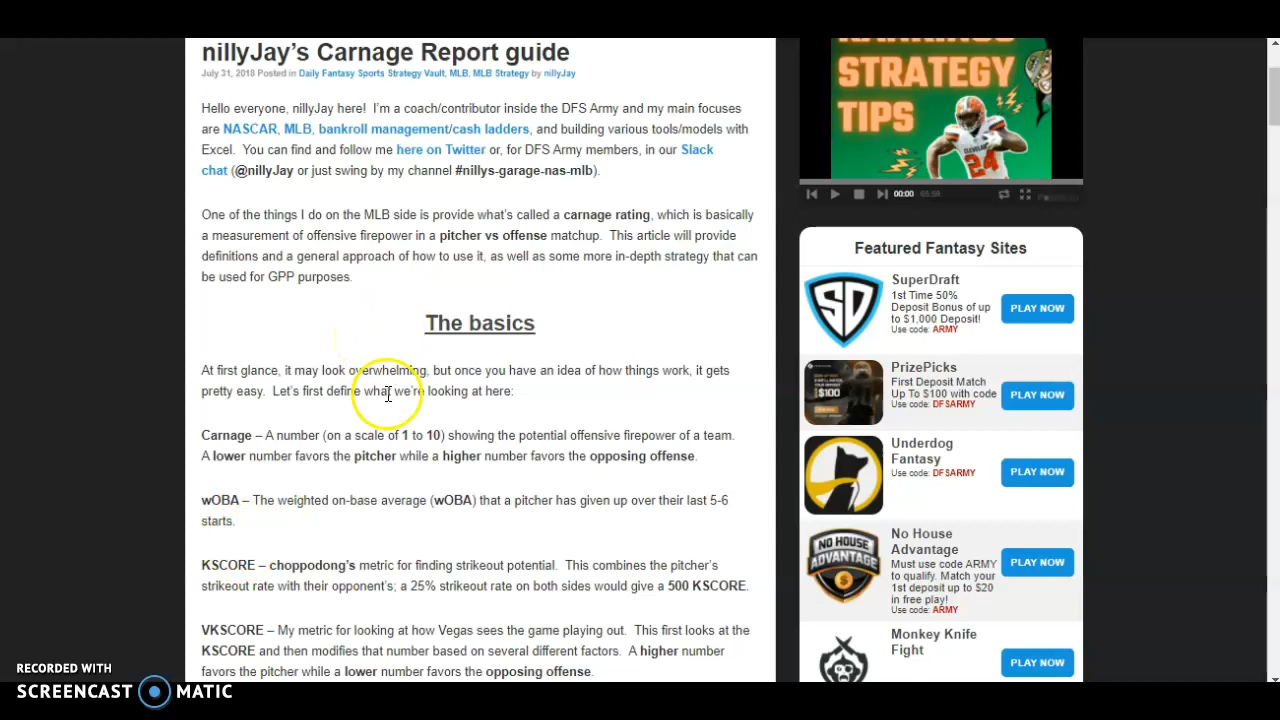 nillyJay's Carnage Report guide
July 31, 2018 Posted in Daily Fantasy Sports Strategy Vault, MLB, MLB Strategy by nillyJay
Hello everyone, nillyJay here! I'm a coach/contributor inside the DFS Army and my main focuses
are NASCAR, MLB, bankroll management/cash ladders, and building various tools/models with
Excel. You can find and follow me here on Twitter or, for DFS Army members, in our Slack
chat (@nillyJay or just swing by my channel #nillys-garage-nas-mlb).
One of the things I do on the MLB side is provide what's called a carnage rating, which is basically
a measurement of offensive firepower in a pitcher vs offense matchup. This article will provide
definitions and a general approach of how to use it, as well as some more in-depth strategy that can
be used for GPP purposes.
The basics
At first glance, it may look overwhelming, but once you have an idea of how things work, it gets
pretty easy. Let's first define what we're looking at here:
Carnage – A number (on a scale of 1 to 10) showing the potential offensive firepower of a team.
A lower number favors the pitcher while a higher number favors the opposing offense.
wOBA – The weighted on-base average (wOBA) that a pitcher has given up over their last 5-6
starts.
KSCORE – choppodong's metric for finding strikeout potential. This combines the pitcher's
strikeout rate with their opponent's; a 25% strikeout rate on both sides would give a 500 KSCORE.
VKSCORE – My metric for looking at how Vegas sees the game playing out. This first looks at the
KSCORE and then modifies that number based on several different factors. A higher number
favors the pitcher while a lower number favors the opposing offense.
RANKINGS
STRATEGY
TIPS
CLEVELAND
24
00:00 65:59
Featured Fantasy Sites
SD
SuperDraft
1st Time 50%
Deposit Bonus of up
to $1,000 Deposit!
Use code: ARMY
PLAY NOW
$100
PrizePicks
First Deposit Match
Up To $100 with code
Use code: DFSARMY
PLAY NOW
Underdog
Fantasy
Use code: DFSARMY
PLAY NOW
NO HOUSE
ADVANTAGE
No House
Advantage
Must use code ARMY
to qualify. Match your
1st deposit up to $20
in free play!
Use code: ARMY
PLAY NOW
Monkey Knife
Fight
PLAY NOW
RECORDED WITH
SCREENCAST MATIC